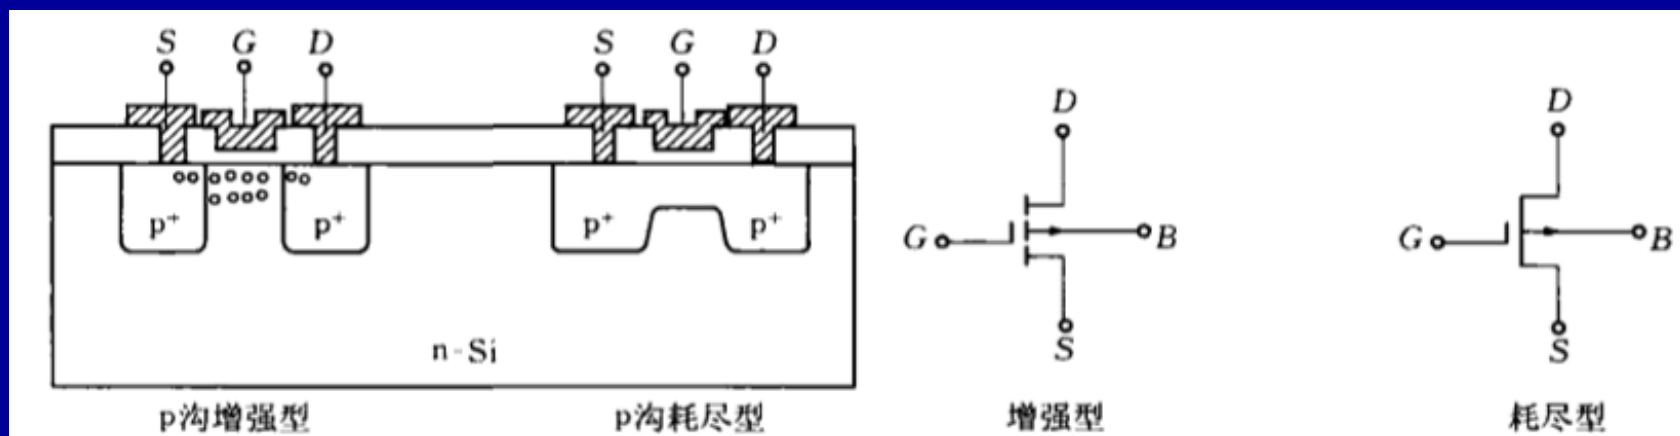 S G D S G D
D D
p⁺ p⁺ p⁺ p⁺
G B G B
n-Si
S S
p沟增强型 p沟耗尽型 增强型 耗尽型